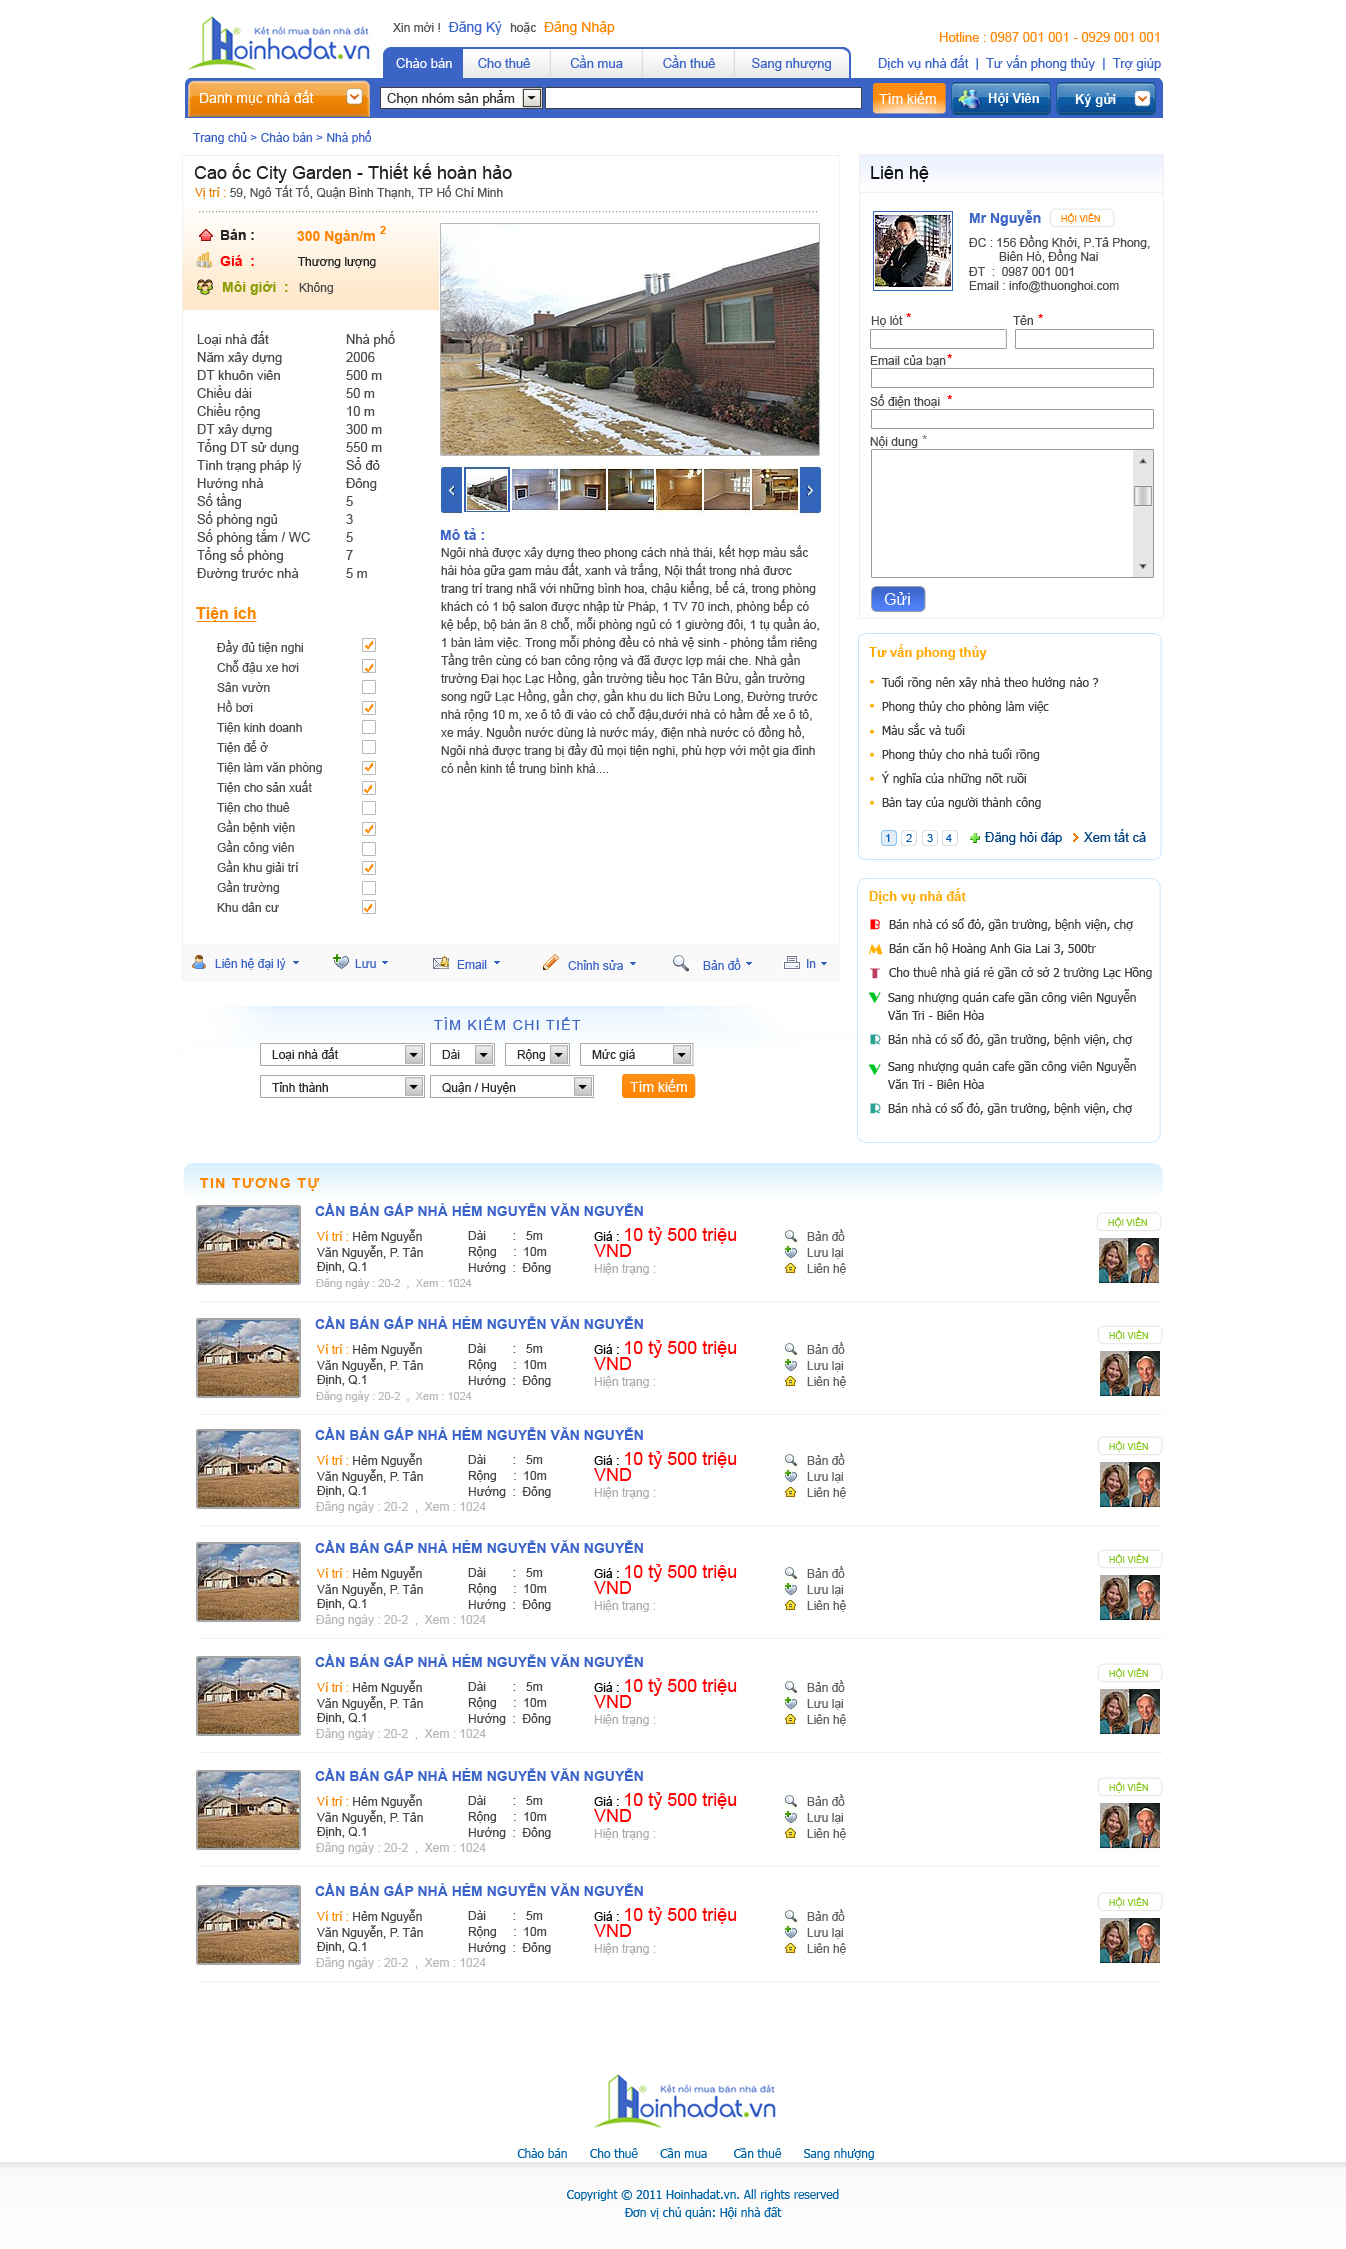 Kết nối mua bán nhà đất
Hoinhadat.vn
Xin mời ! Đăng Ký hoặc Đăng Nhập
Hotline : 0987 001 001 - 0929 001 001
Chào bán Cho thuê Cần mua Cần thuê Sang nhượng
Dịch vụ nhà đất | Tư vấn phong thủy | Trợ giúp
Danh mục nhà đất Chọn nhóm sản phẩm Tìm kiếm Hội Viên Ký gửi
Trang chủ > Chào bán > Nhà phố
Cao ốc City Garden - Thiết kế hoàn hảo
Vị trí : 59, Ngô Tất Tố, Quận Bình Thạnh, TP Hố Chí Minh
Bán : 300 Ngàn/m 2
Giá : Thương lượng
Môi giới : Không
Loại nhà đất Nhà phố
Năm xây dựng 2006
DT khuôn viên 500 m
Chiều dài 50 m
Chiều rộng 10 m
DT xây dựng 300 m
Tổng DT sử dụng 550 m
Tình trạng pháp lý Sổ đỏ
Hướng nhà Đông
Số tầng 5
Số phòng ngủ 3
Số phòng tắm / WC 5
Tổng số phòng 7
Đường trước nhà 5 m
Tiện ích
Đầy đủ tiện nghi
Chỗ đậu xe hơi
Sân vườn
Hồ bơi
Tiện kinh doanh
Tiện để ở
Tiện làm văn phòng
Tiện cho sản xuất
Tiện cho thuê
Gần bệnh viện
Gần công viên
Gần khu giải trí
Gần trường
Khu dân cư
Mô tả :
Ngôi nhà được xây dựng theo phong cách nhà thái, kết hợp màu sắc
hài hòa gữa gam màu đất, xanh và trắng, Nội thất trong nhà đươc
trang trí trang nhã với những bình hoa, chậu kiểng, bể cá, trong phòng
khách có 1 bộ salon được nhập từ Pháp, 1 TV 70 inch, phòng bếp có
kệ bếp, bộ bàn ăn 8 chỗ, mỗi phòng ngủ có 1 giường đôi, 1 tụ quần áo,
1 bàn làm việc. Trong mỗi phòng đều có nhà vệ sinh - phòng tắm riêng
Tầng trên cùng có ban công rộng và đã được lợp mái che. Nhà gần
trường Đại học Lạc Hồng, gần trường tiểu học Tân Bửu, gần trường
song ngữ Lạc Hồng, gần chợ, gần khu du lich Bửu Long, Đường trước
nhà rộng 10 m, xe ô tô đi vào có chỗ đậu,dưới nhà có hầm để xe ô tô,
xe máy. Nguồn nước dùng là nước máy, điện nhà nước có đồng hồ,
Ngôi nhà được trang bị đầy đủ mọi tiện nghi, phù hợp với một gia đình
có nền kinh tế trung bình khà....
Liên hệ đại lý Lưu Email Chỉnh sửa Bản đồ In
Liên hệ
Mr Nguyễn HỘI VIÊN
ĐC : 156 Đồng Khởi, P.Tâ Phong,
Biên Hò, Đồng Nai
ĐT : 0987 001 001
Email : info@thuonghoi.com
Họ lót * Tên *
Email của bạn*
Số điện thoại *
Nội dung *
Gửi
Tư vấn phong thủy
Tuổi rồng nên xây nhà theo hướng nào ?
Phong thủy cho phòng làm việc
Màu sắc và tuổi
Phong thủy cho nhà tuổi rồng
Ý nghĩa của những nốt ruồi
Bàn tay của người thành công
1 2 3 4 Đăng hỏi đáp Xem tất cả
Dịch vụ nhà đất
Bán nhà có sổ đỏ, gần trường, bệnh viện, chợ
Bán căn hộ Hoàng Anh Gia Lai 3, 500tr
Cho thuê nhà giá rẻ gần cở sở 2 trường Lạc Hồng
Sang nhượng quán cafe gần công viên Nguyễn
Văn Tri - Biên Hòa
Bán nhà có sổ đỏ, gần trường, bệnh viện, chợ
Sang nhượng quán cafe gần công viên Nguyễn
Văn Tri - Biên Hòa
Bán nhà có sổ đỏ, gần trường, bệnh viện, chợ
TÌM KIẾM CHI TIẾT
Loại nhà đất Dài Rộng Mức giá
Tỉnh thành Quận / Huyện Tìm kiếm
TIN TƯƠNG TỰ
CẦN BÁN GẤP NHÀ HẺM NGUYỄN VĂN NGUYỄN
Ví trí : Hẻm Nguyễn Dài : 5m Giá : 10 tỷ 500 triệu Bản đồ HỘI VIÊN
Văn Nguyễn, P. Tân Rộng : 10m VND Lưu lại
Định, Q.1 Hướng : Đông Hiện trạng : Liên hệ
Đăng ngày : 20-2 , Xem : 1024
CẦN BÁN GẤP NHÀ HẺM NGUYỄN VĂN NGUYỄN
Ví trí : Hẻm Nguyễn Dài : 5m Giá : 10 tỷ 500 triệu Bản đồ HỘI VIÊN
Văn Nguyễn, P. Tân Rộng : 10m VND Lưu lại
Định, Q.1 Hướng : Đông Hiện trạng : Liên hệ
Đăng ngày : 20-2 , Xem : 1024
CẦN BÁN GẤP NHÀ HẺM NGUYỄN VĂN NGUYỄN
Ví trí : Hẻm Nguyễn Dài : 5m Giá : 10 tỷ 500 triệu Bản đồ HỘI VIÊN
Văn Nguyễn, P. Tân Rộng : 10m VND Lưu lại
Định, Q.1 Hướng : Đông Hiện trạng : Liên hệ
Đăng ngày : 20-2 , Xem : 1024
CẦN BÁN GẤP NHÀ HẺM NGUYỄN VĂN NGUYỄN
Ví trí : Hẻm Nguyễn Dài : 5m Giá : 10 tỷ 500 triệu Bản đồ HỘI VIÊN
Văn Nguyễn, P. Tân Rộng : 10m VND Lưu lại
Định, Q.1 Hướng : Đông Hiện trạng : Liên hệ
Đăng ngày : 20-2 , Xem : 1024
CẦN BÁN GẤP NHÀ HẺM NGUYỄN VĂN NGUYỄN
Ví trí : Hẻm Nguyễn Dài : 5m Giá : 10 tỷ 500 triệu Bản đồ HỘI VIÊN
Văn Nguyễn, P. Tân Rộng : 10m VND Lưu lại
Định, Q.1 Hướng : Đông Hiện trạng : Liên hệ
Đăng ngày : 20-2 , Xem : 1024
CẦN BÁN GẤP NHÀ HẺM NGUYỄN VĂN NGUYỄN
Ví trí : Hẻm Nguyễn Dài : 5m Giá : 10 tỷ 500 triệu Bản đồ HỘI VIÊN
Văn Nguyễn, P. Tân Rộng : 10m VND Lưu lại
Định, Q.1 Hướng : Đông Hiện trạng : Liên hệ
Đăng ngày : 20-2 , Xem : 1024
CẦN BÁN GẤP NHÀ HẺM NGUYỄN VĂN NGUYỄN
Ví trí : Hẻm Nguyễn Dài : 5m Giá : 10 tỷ 500 triệu Bản đồ HỘI VIÊN
Văn Nguyễn, P. Tân Rộng : 10m VND Lưu lại
Định, Q.1 Hướng : Đông Hiện trạng : Liên hệ
Đăng ngày : 20-2 , Xem : 1024
Kết nối mua bán nhà đất
Hoinhadat.vn
Chào bán Cho thuê Cần mua Cần thuê Sang nhượng
Copyright © 2011 Hoinhadat.vn. All rights reserved
Đơn vị chủ quản: Hội nhà đất